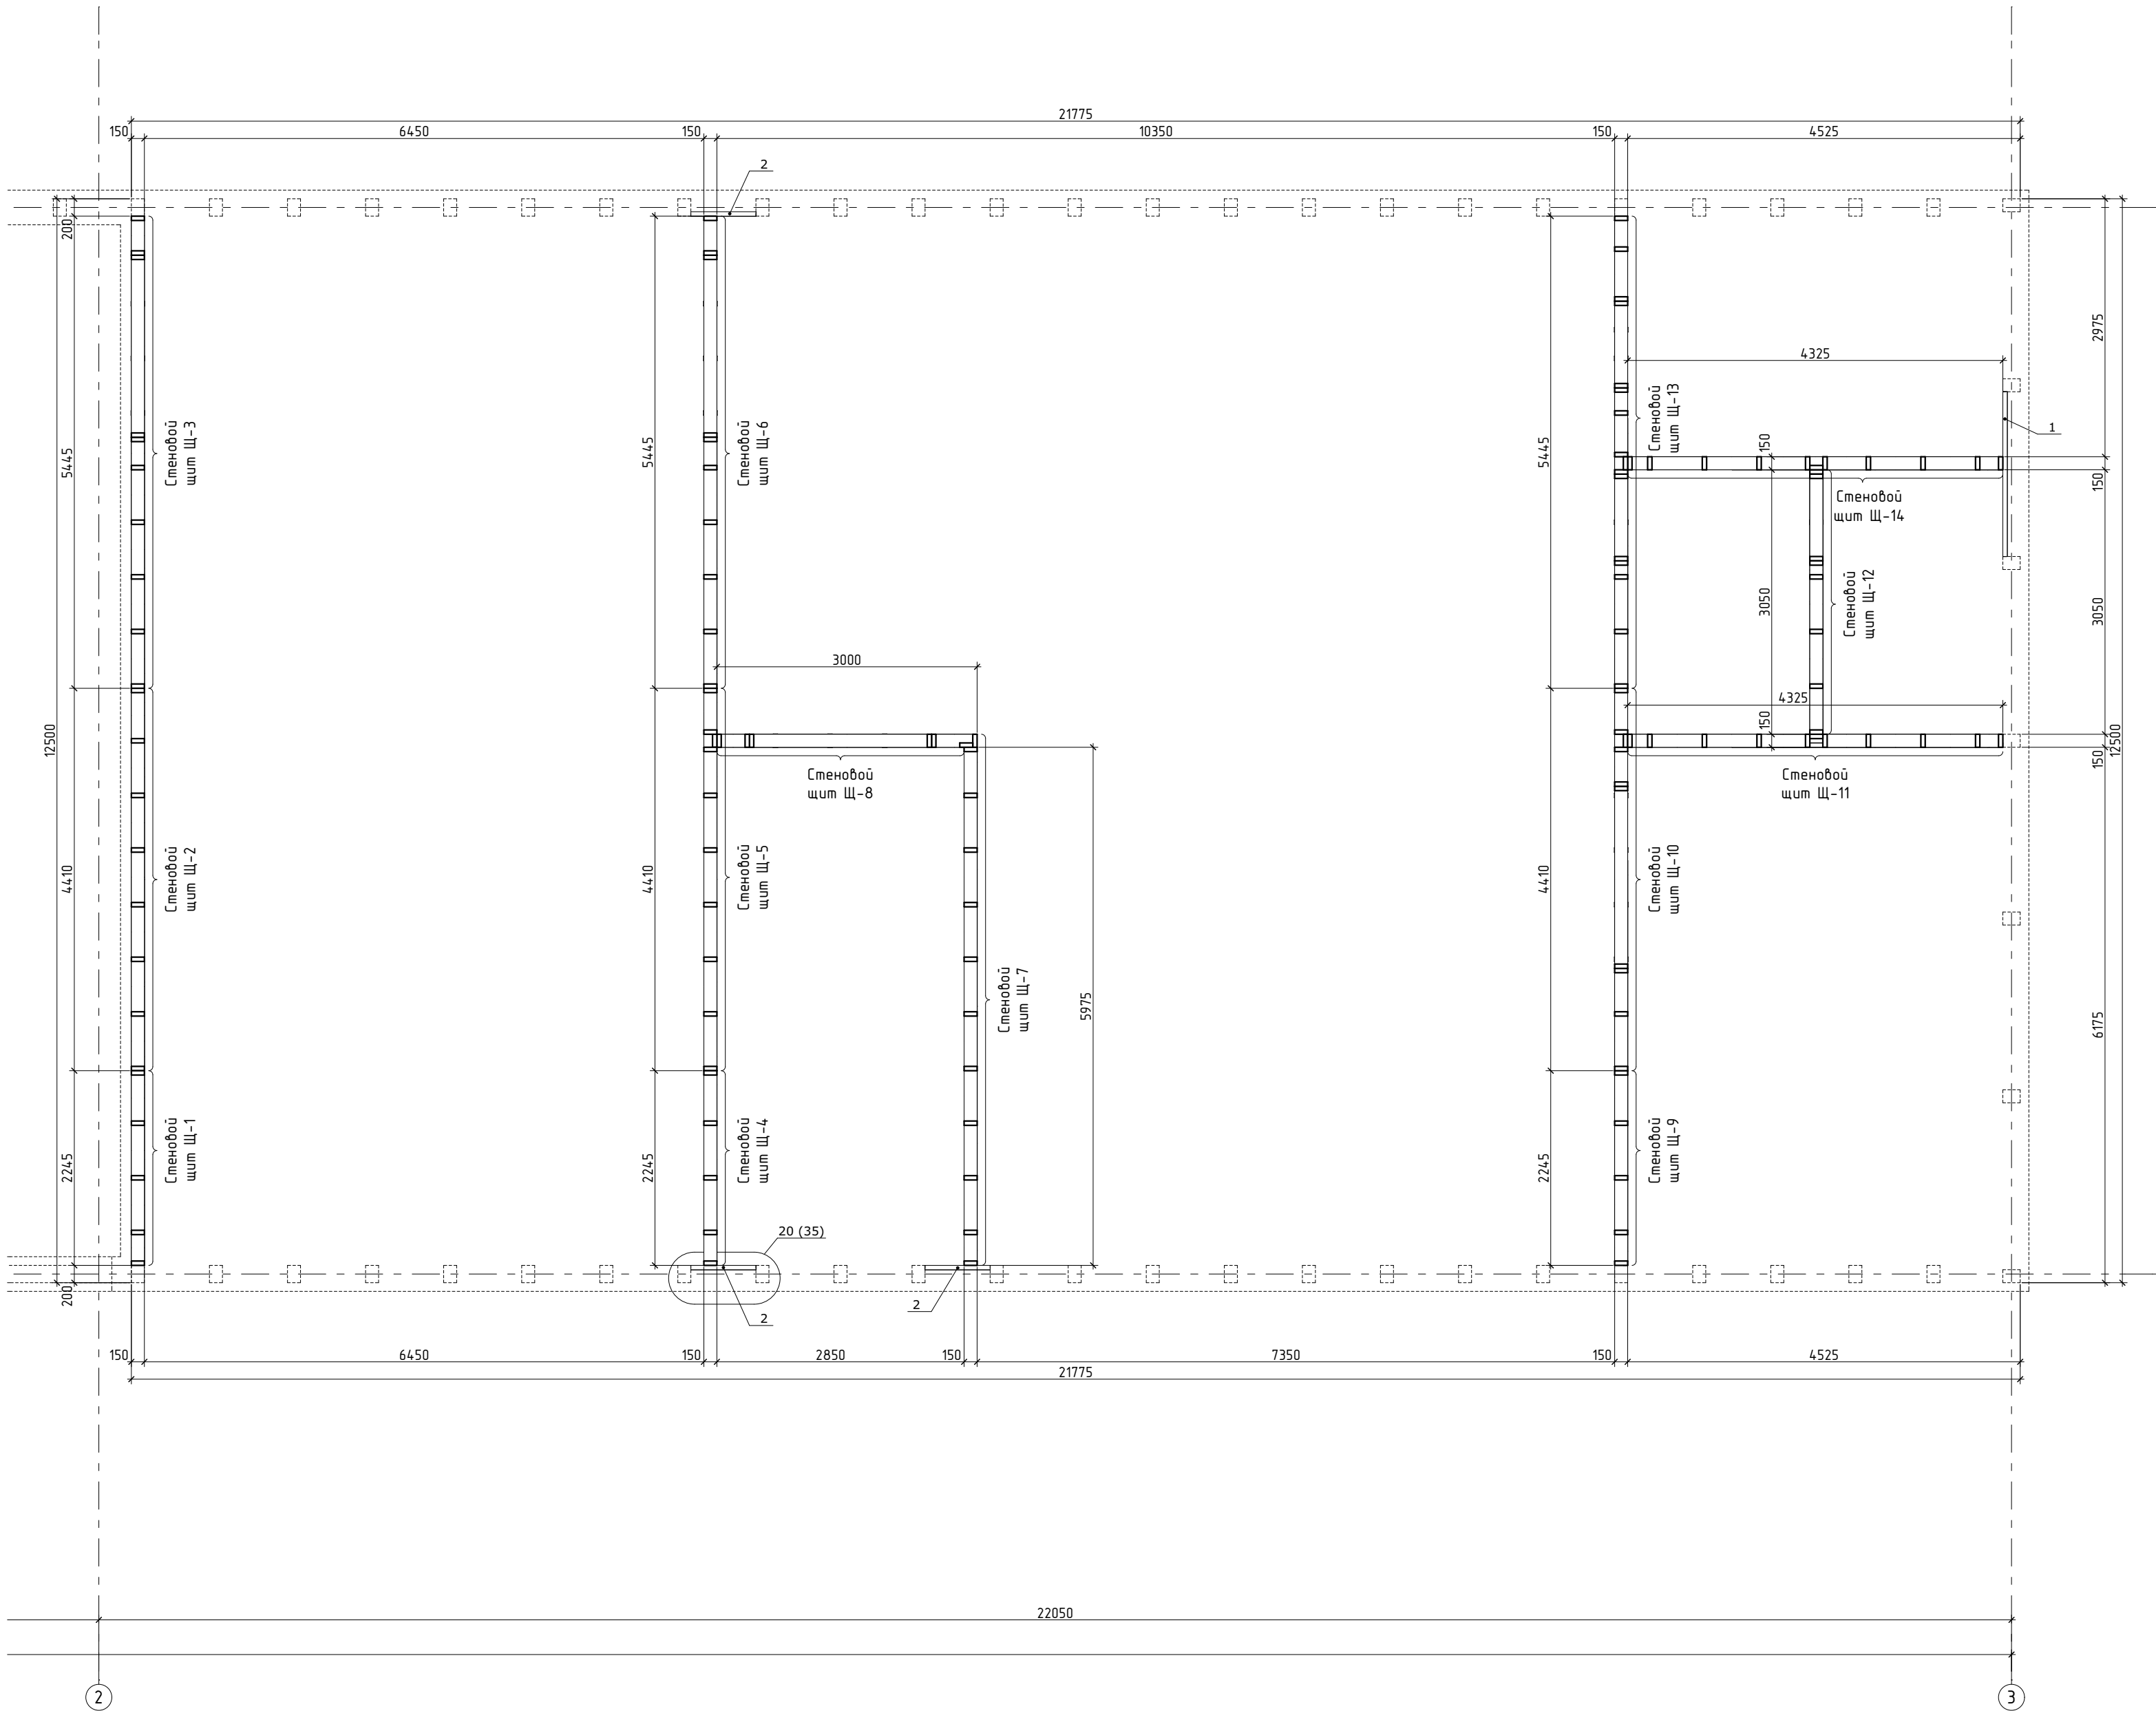 21775
150
6450
150
10350
150
4525
2
200
5445
4410
2245
200
12500
Стеновой
щит Щ-3
Стеновой
щит Щ-2
Стеновой
щит Щ-1
5445
4410
2245
Стеновой
щит Щ-6
Стеновой
щит Щ-5
Стеновой
щит Щ-4
3000
Стеновой
щит Щ-8
Стеновой
щит Щ-7
5975
20 (35)
2
2
5445
4410
2245
Стеновой
щит Щ-13
Стеновой
щит Щ-10
Стеновой
щит Щ-9
4325
150
Стеновой
щит Щ-14
3050
Стеновой
щит Щ-12
4325
150
Стеновой
щит Щ-11
1
2975
150
3050
150
6175
12500
150
6450
150
2850
150
7350
150
4525
21775
22050
2
3